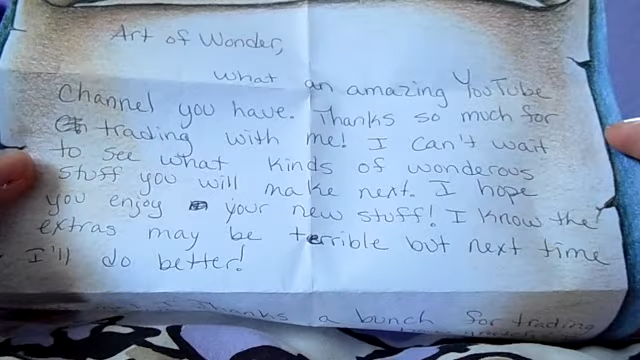 Art of Wonder,
what an amazing YouTube
Channel you have. Thanks so much for
trading with me! I can't wait
to see what kinds of wonderous
stuff you will make next. I hope
you enjoy your new stuff! I know the
extras may be terrible but next time
I'll do better!
Thanks a bunch for trading